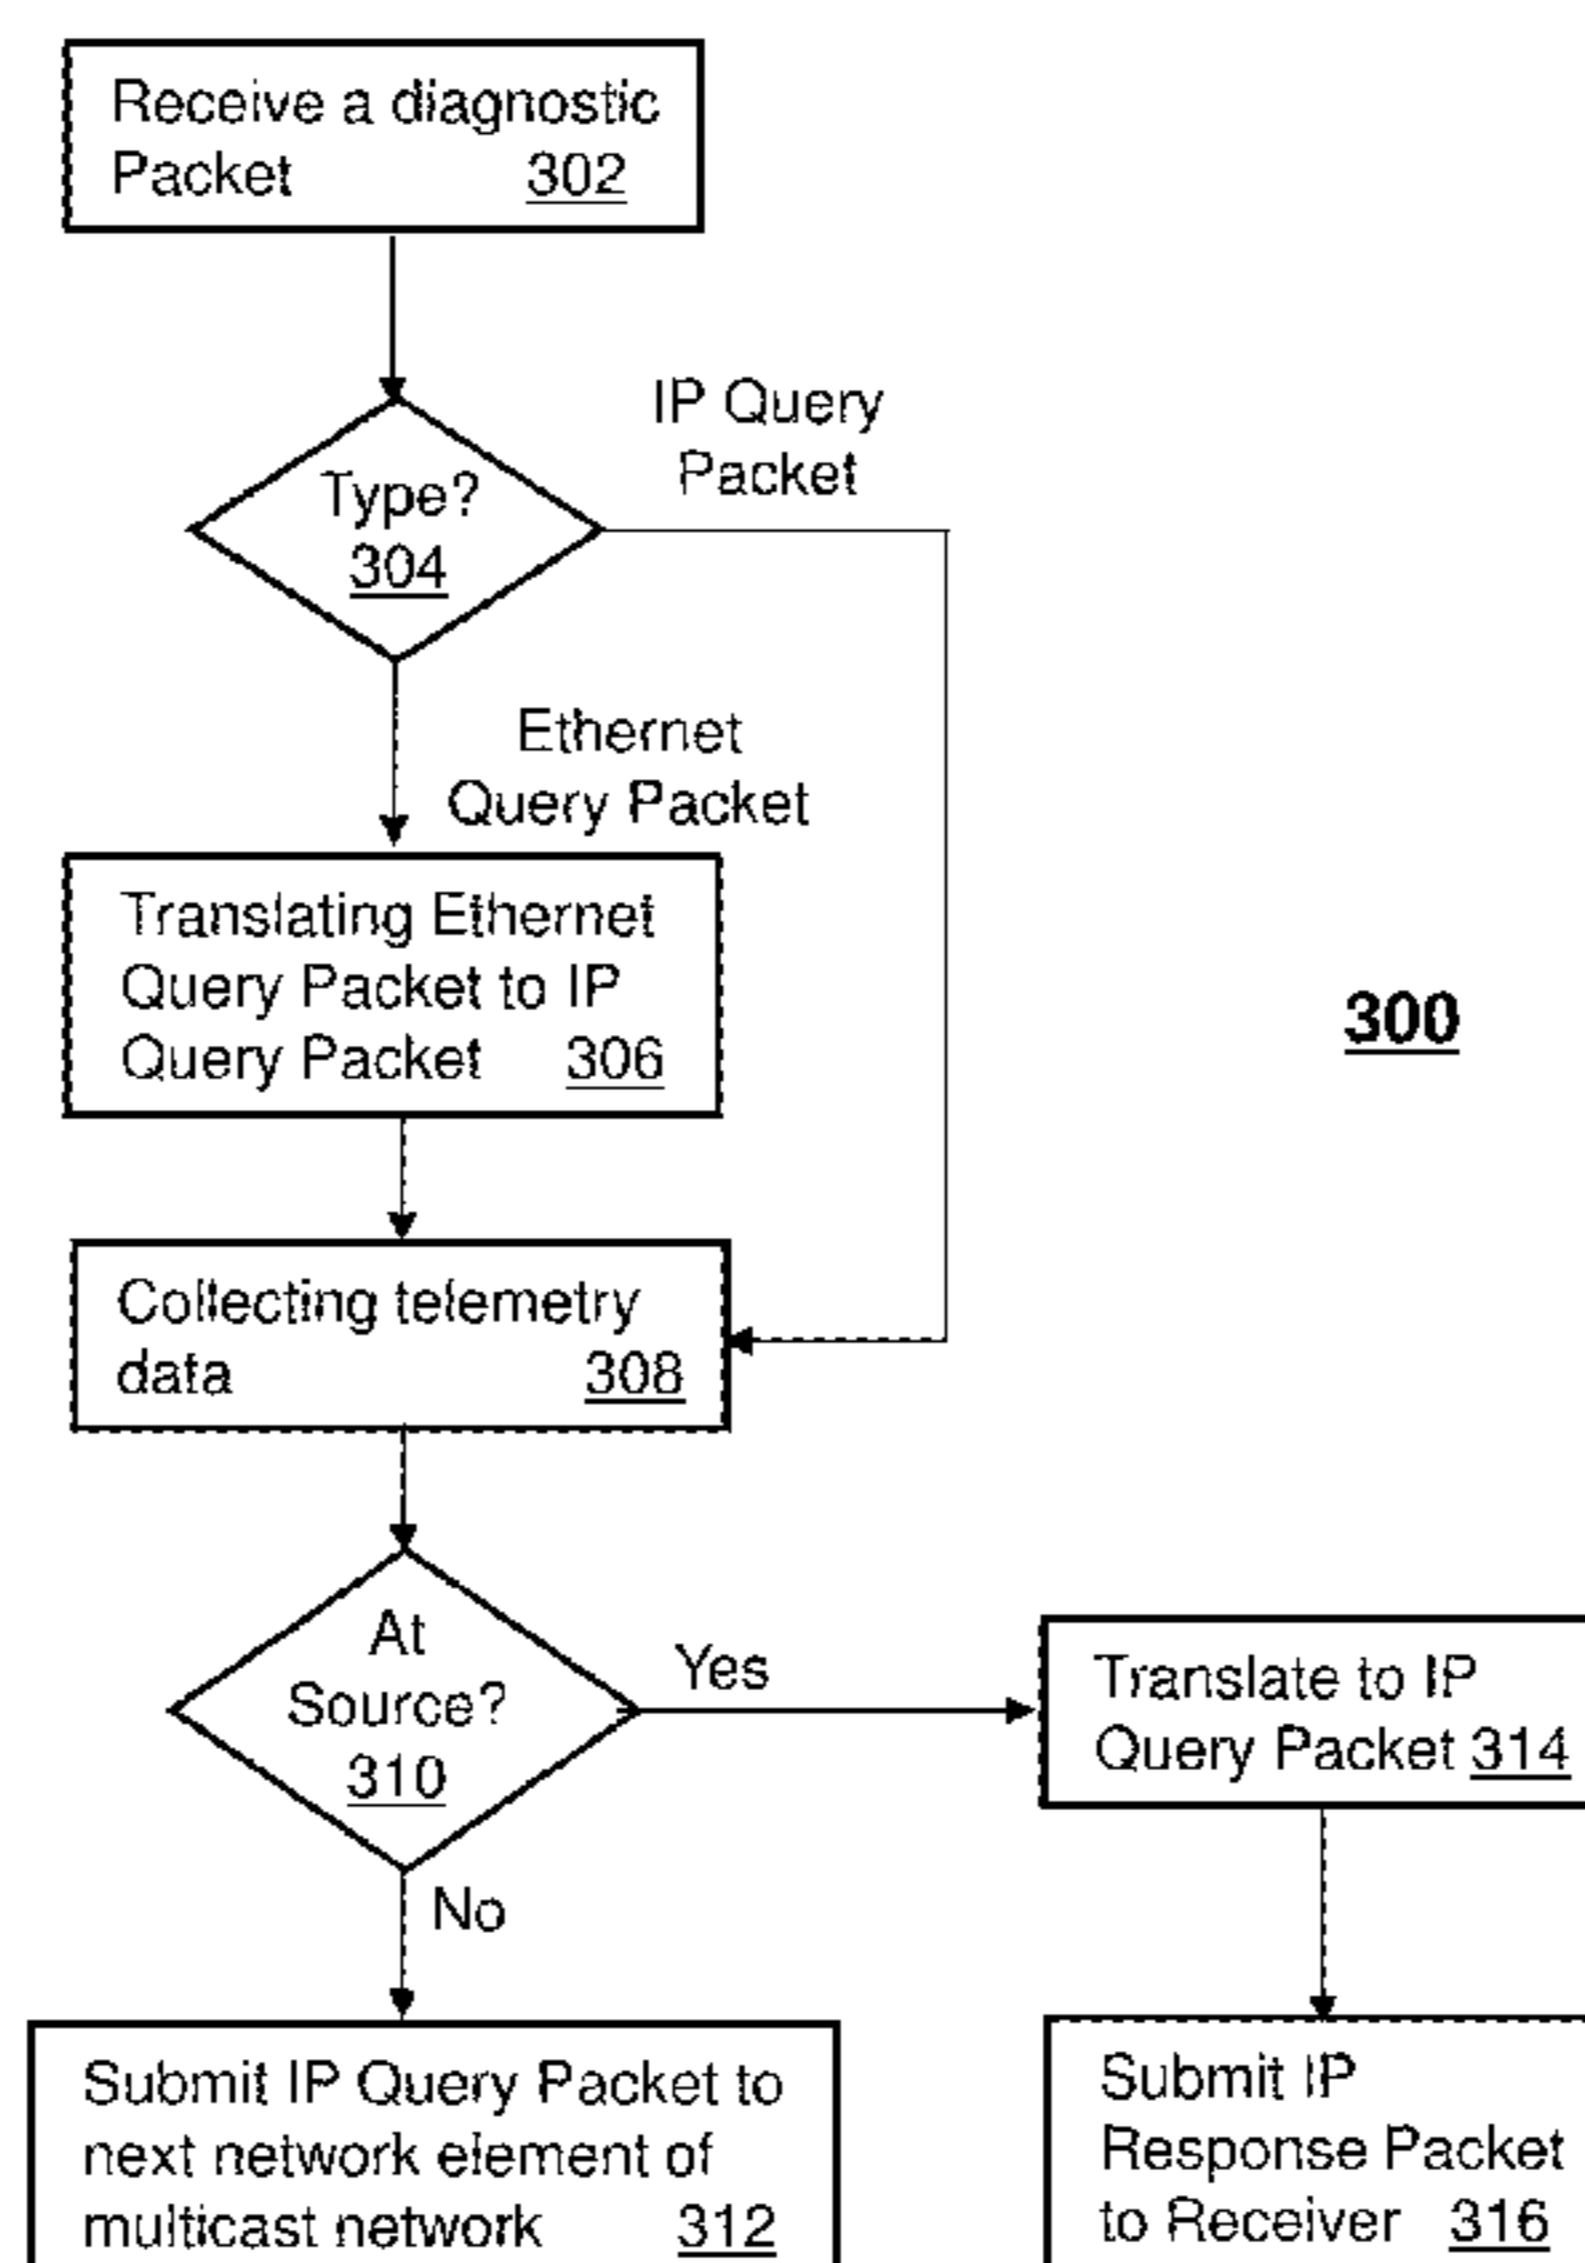 Receive a diagnostic
Packet 302
IP Query
Packet
Type?
304
Ethernet
Query Packet
Translating Ethernet
Query Packet to IP
Query Packet 306
300
Collecting telemetry
data 308
At
Source?
310
Yes
Translate to IP
Query Packet 314
No
Submit IP Query Packet to
next network element of
multicast network 312
Submit IP
Response Packet
to Receiver 316